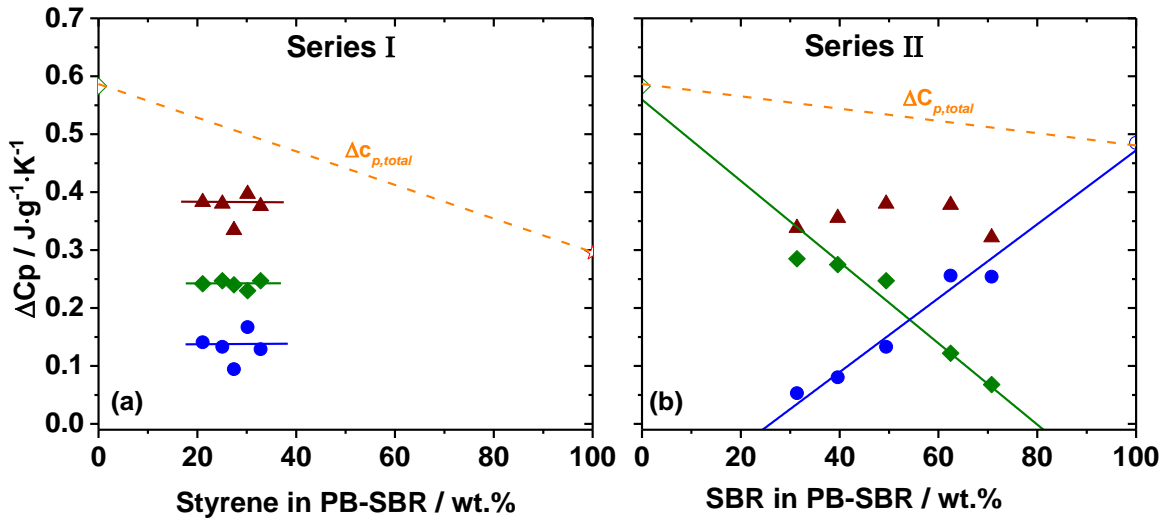 Series I
Series II
0.7
0.6
0.5
0.4
0.3
0.2
0.1
0.0
ΔCp / J·g⁻¹·K⁻¹
Δc_p,total
ΔC_p,total
(a)
(b)
0 20 40 60 80 100
0 20 40 60 80 100
Styrene in PB-SBR / wt.%
SBR in PB-SBR / wt.%